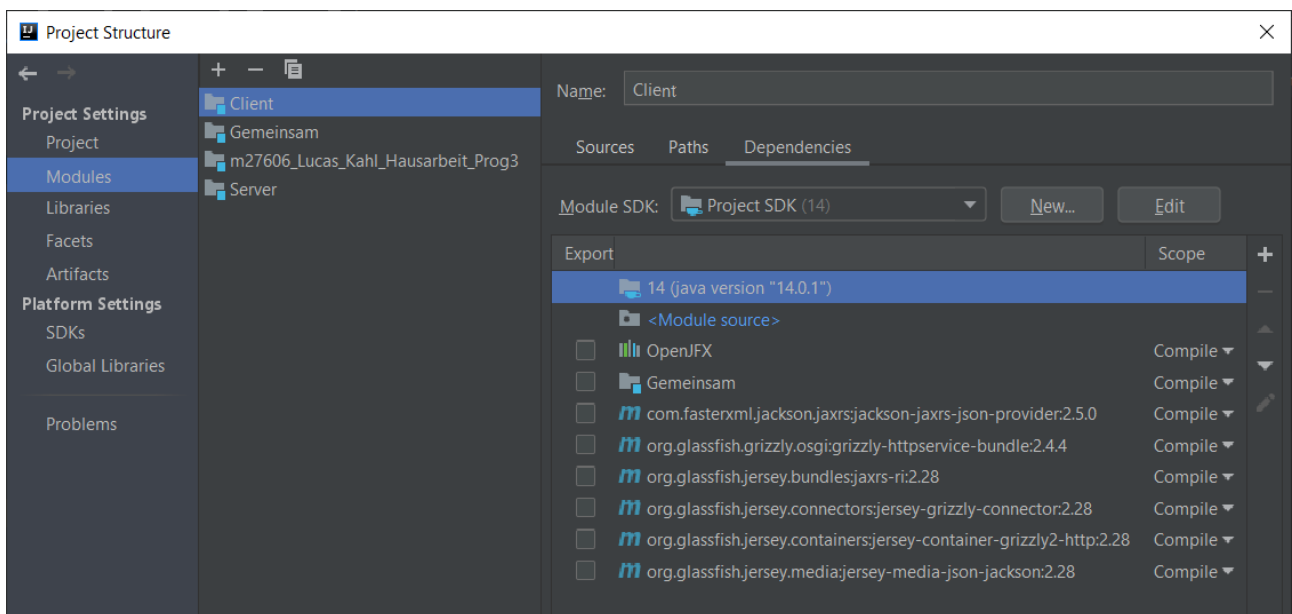 Project Structure
Project Settings
Project
Modules
Libraries
Facets
Artifacts
Platform Settings
SDKs
Global Libraries
Problems
Client
Gemeinsam
m27606_Lucas_Kahl_Hausarbeit_Prog3
Server
Name: Client
Sources Paths Dependencies
Module SDK: Project SDK (14) New... Edit
Export Scope
14 (java version "14.0.1")
<Module source>
OpenJFX Compile
Gemeinsam Compile
com.fasterxml.jackson.jaxrs:jackson-jaxrs-json-provider:2.5.0 Compile
org.glassfish.grizzly.osgi:grizzly-httpservice-bundle:2.4.4 Compile
org.glassfish.jersey.bundles:jaxrs-ri:2.28 Compile
org.glassfish.jersey.connectors:jersey-grizzly-connector:2.28 Compile
org.glassfish.jersey.containers:jersey-container-grizzly2-http:2.28 Compile
org.glassfish.jersey.media:jersey-media-json-jackson:2.28 Compile